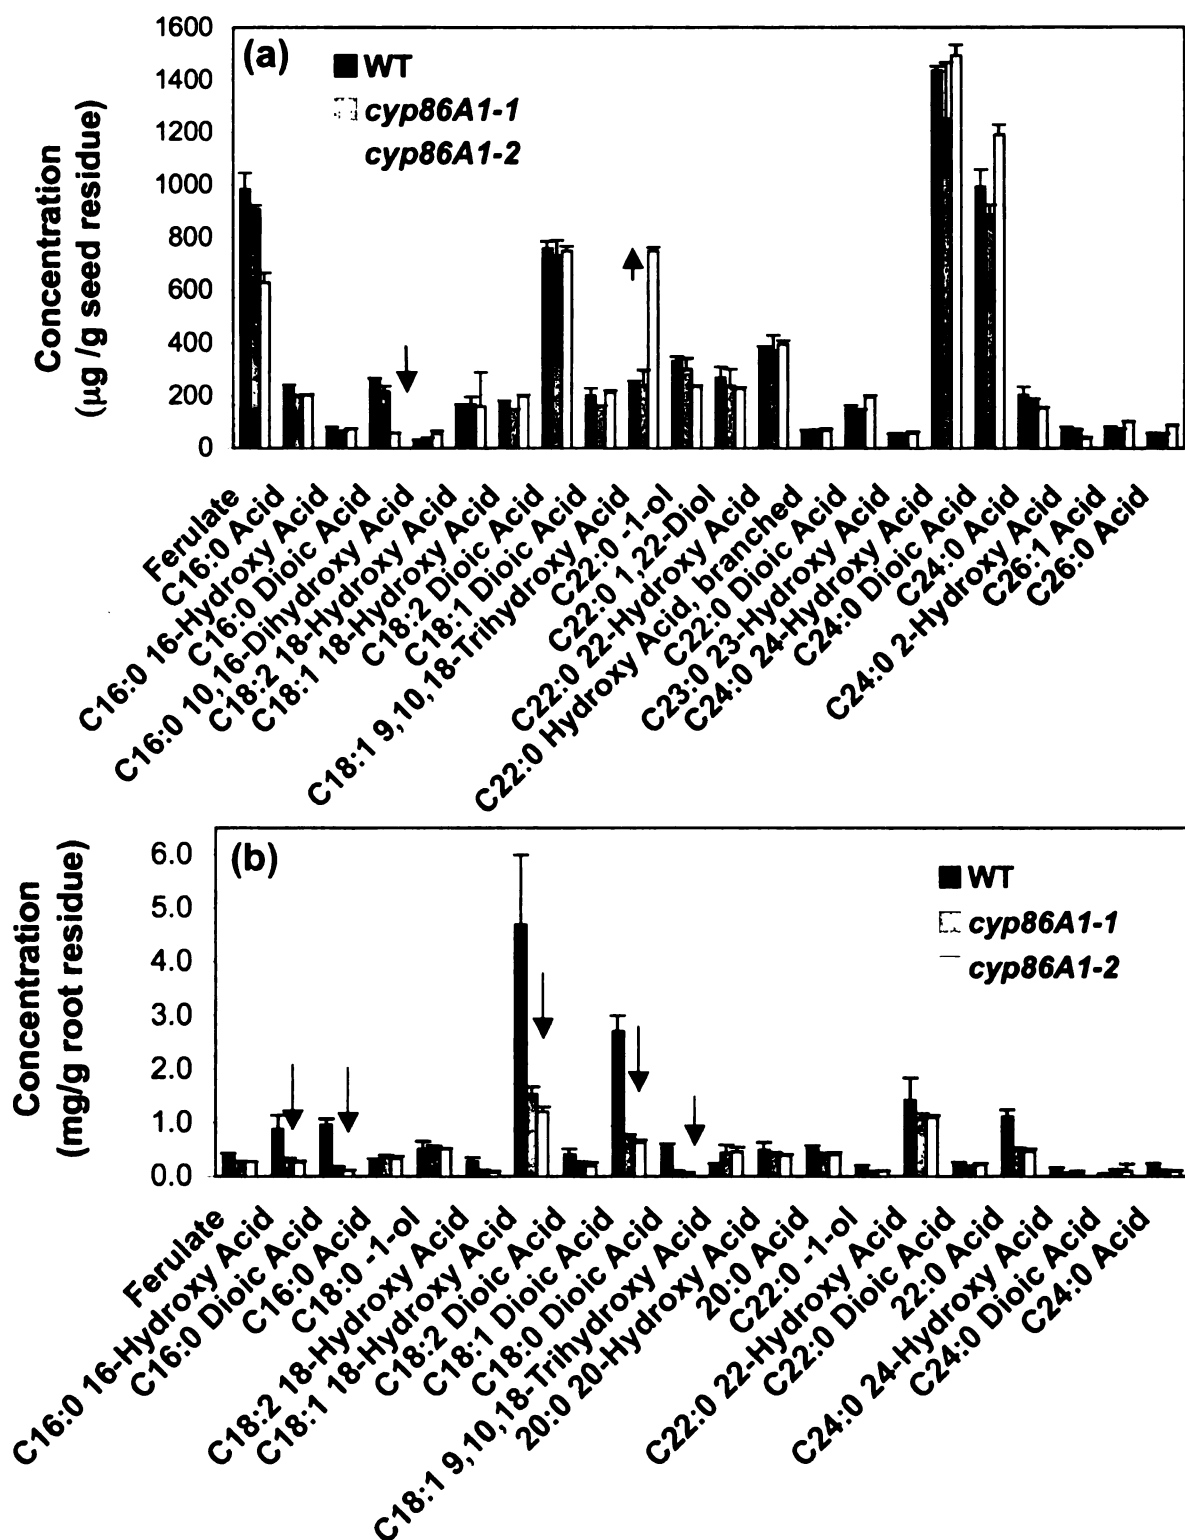 (a)
WT
cyp86A1-1
cyp86A1-2
Concentration
(µg /g seed residue)
1600
1400
1200
1000
800
600
400
200
0
Ferulate
C16:0 Acid
C16:0 16-Hydroxy Acid
C16:0 Dioic Acid
C16:0 10,16-Dihydroxy Acid
C18:2 18-Hydroxy Acid
C18:1 18-Hydroxy Acid
C18:2 Dioic Acid
C18:1 Dioic Acid
C18:1 9,10,18-Trihydroxy Acid
C22:0 -1-ol
C22:0 1,22-Diol
C22:0 22-Hydroxy Acid
C22:0 Hydroxy Acid, branched
C22:0 Dioic Acid
C23:0 23-Hydroxy Acid
C24:0 24-Hydroxy Acid
C24:0 Dioic Acid
C24:0 Acid
C24:0 2-Hydroxy Acid
C26:1 Acid
C26:0 Acid
(b)
WT
cyp86A1-1
cyp86A1-2
Concentration
(mg/g root residue)
6.0
5.0
4.0
3.0
2.0
1.0
0.0
Ferulate
C16:0 16-Hydroxy Acid
C16:0 Dioic Acid
C16:0 Acid
C18:0 -1-ol
C18:2 18-Hydroxy Acid
C18:1 18-Hydroxy Acid
C18:2 Dioic Acid
C18:1 Dioic Acid
C18:0 Dioic Acid
C18:1 9,10,18-Trihydroxy Acid
20:0 20-Hydroxy Acid
20:0 Acid
C22:0 -1-ol
C22:0 22-Hydroxy Acid
C22:0 Dioic Acid
22:0 Acid
C24:0 24-Hydroxy Acid
C24:0 Dioic Acid
C24:0 Acid